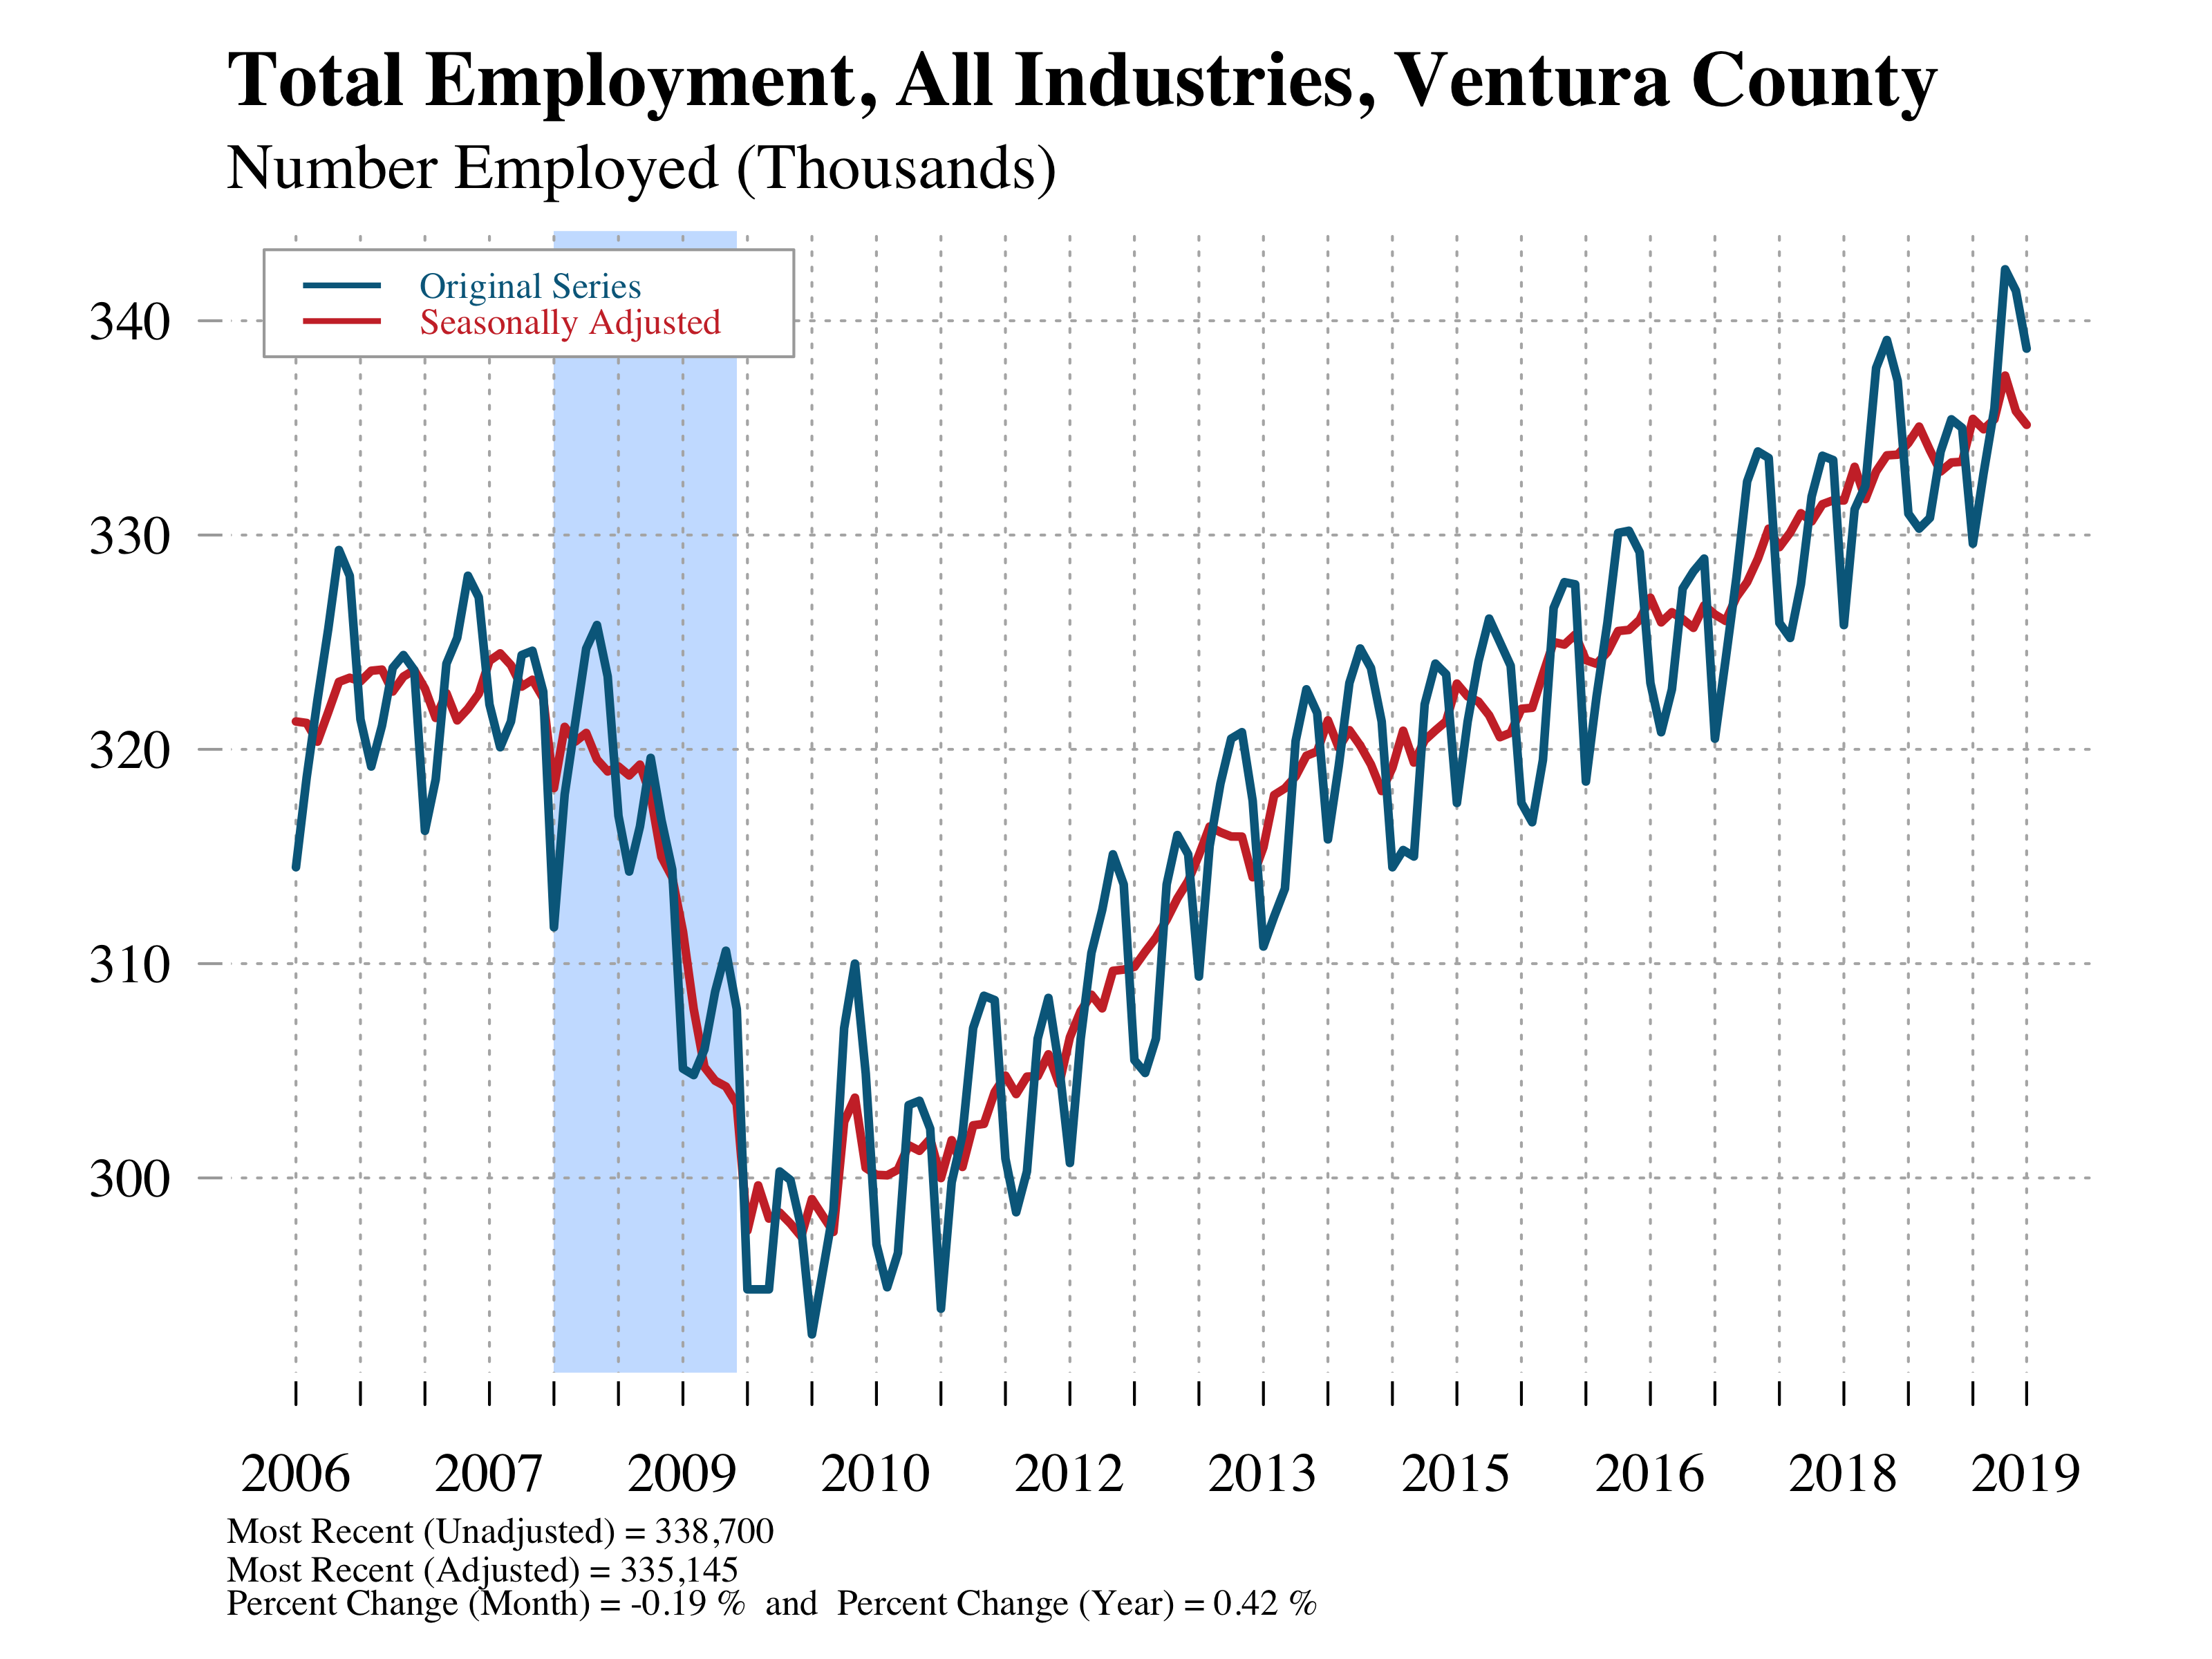 Total Employment, All Industries, Ventura County
Number Employed (Thousands)
Original Series
Seasonally Adjusted
340
330
320
310
300
2006 2007 2009 2010 2012 2013 2015 2016 2018 2019
Most Recent (Unadjusted) = 338,700
Most Recent (Adjusted) = 335,145
Percent Change (Month) = -0.19 % and Percent Change (Year) = 0.42 %